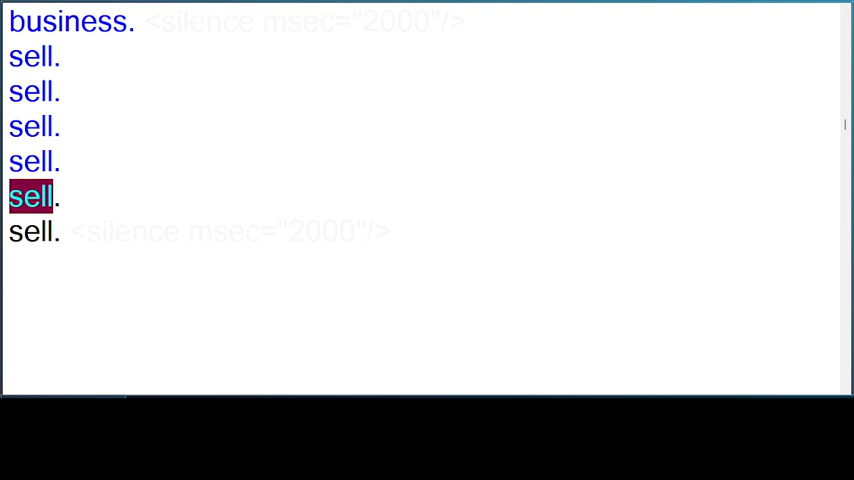 business. <silence msec="2000"/>
sell.
sell.
sell.
sell.
sell.
sell. <silence msec="2000"/>